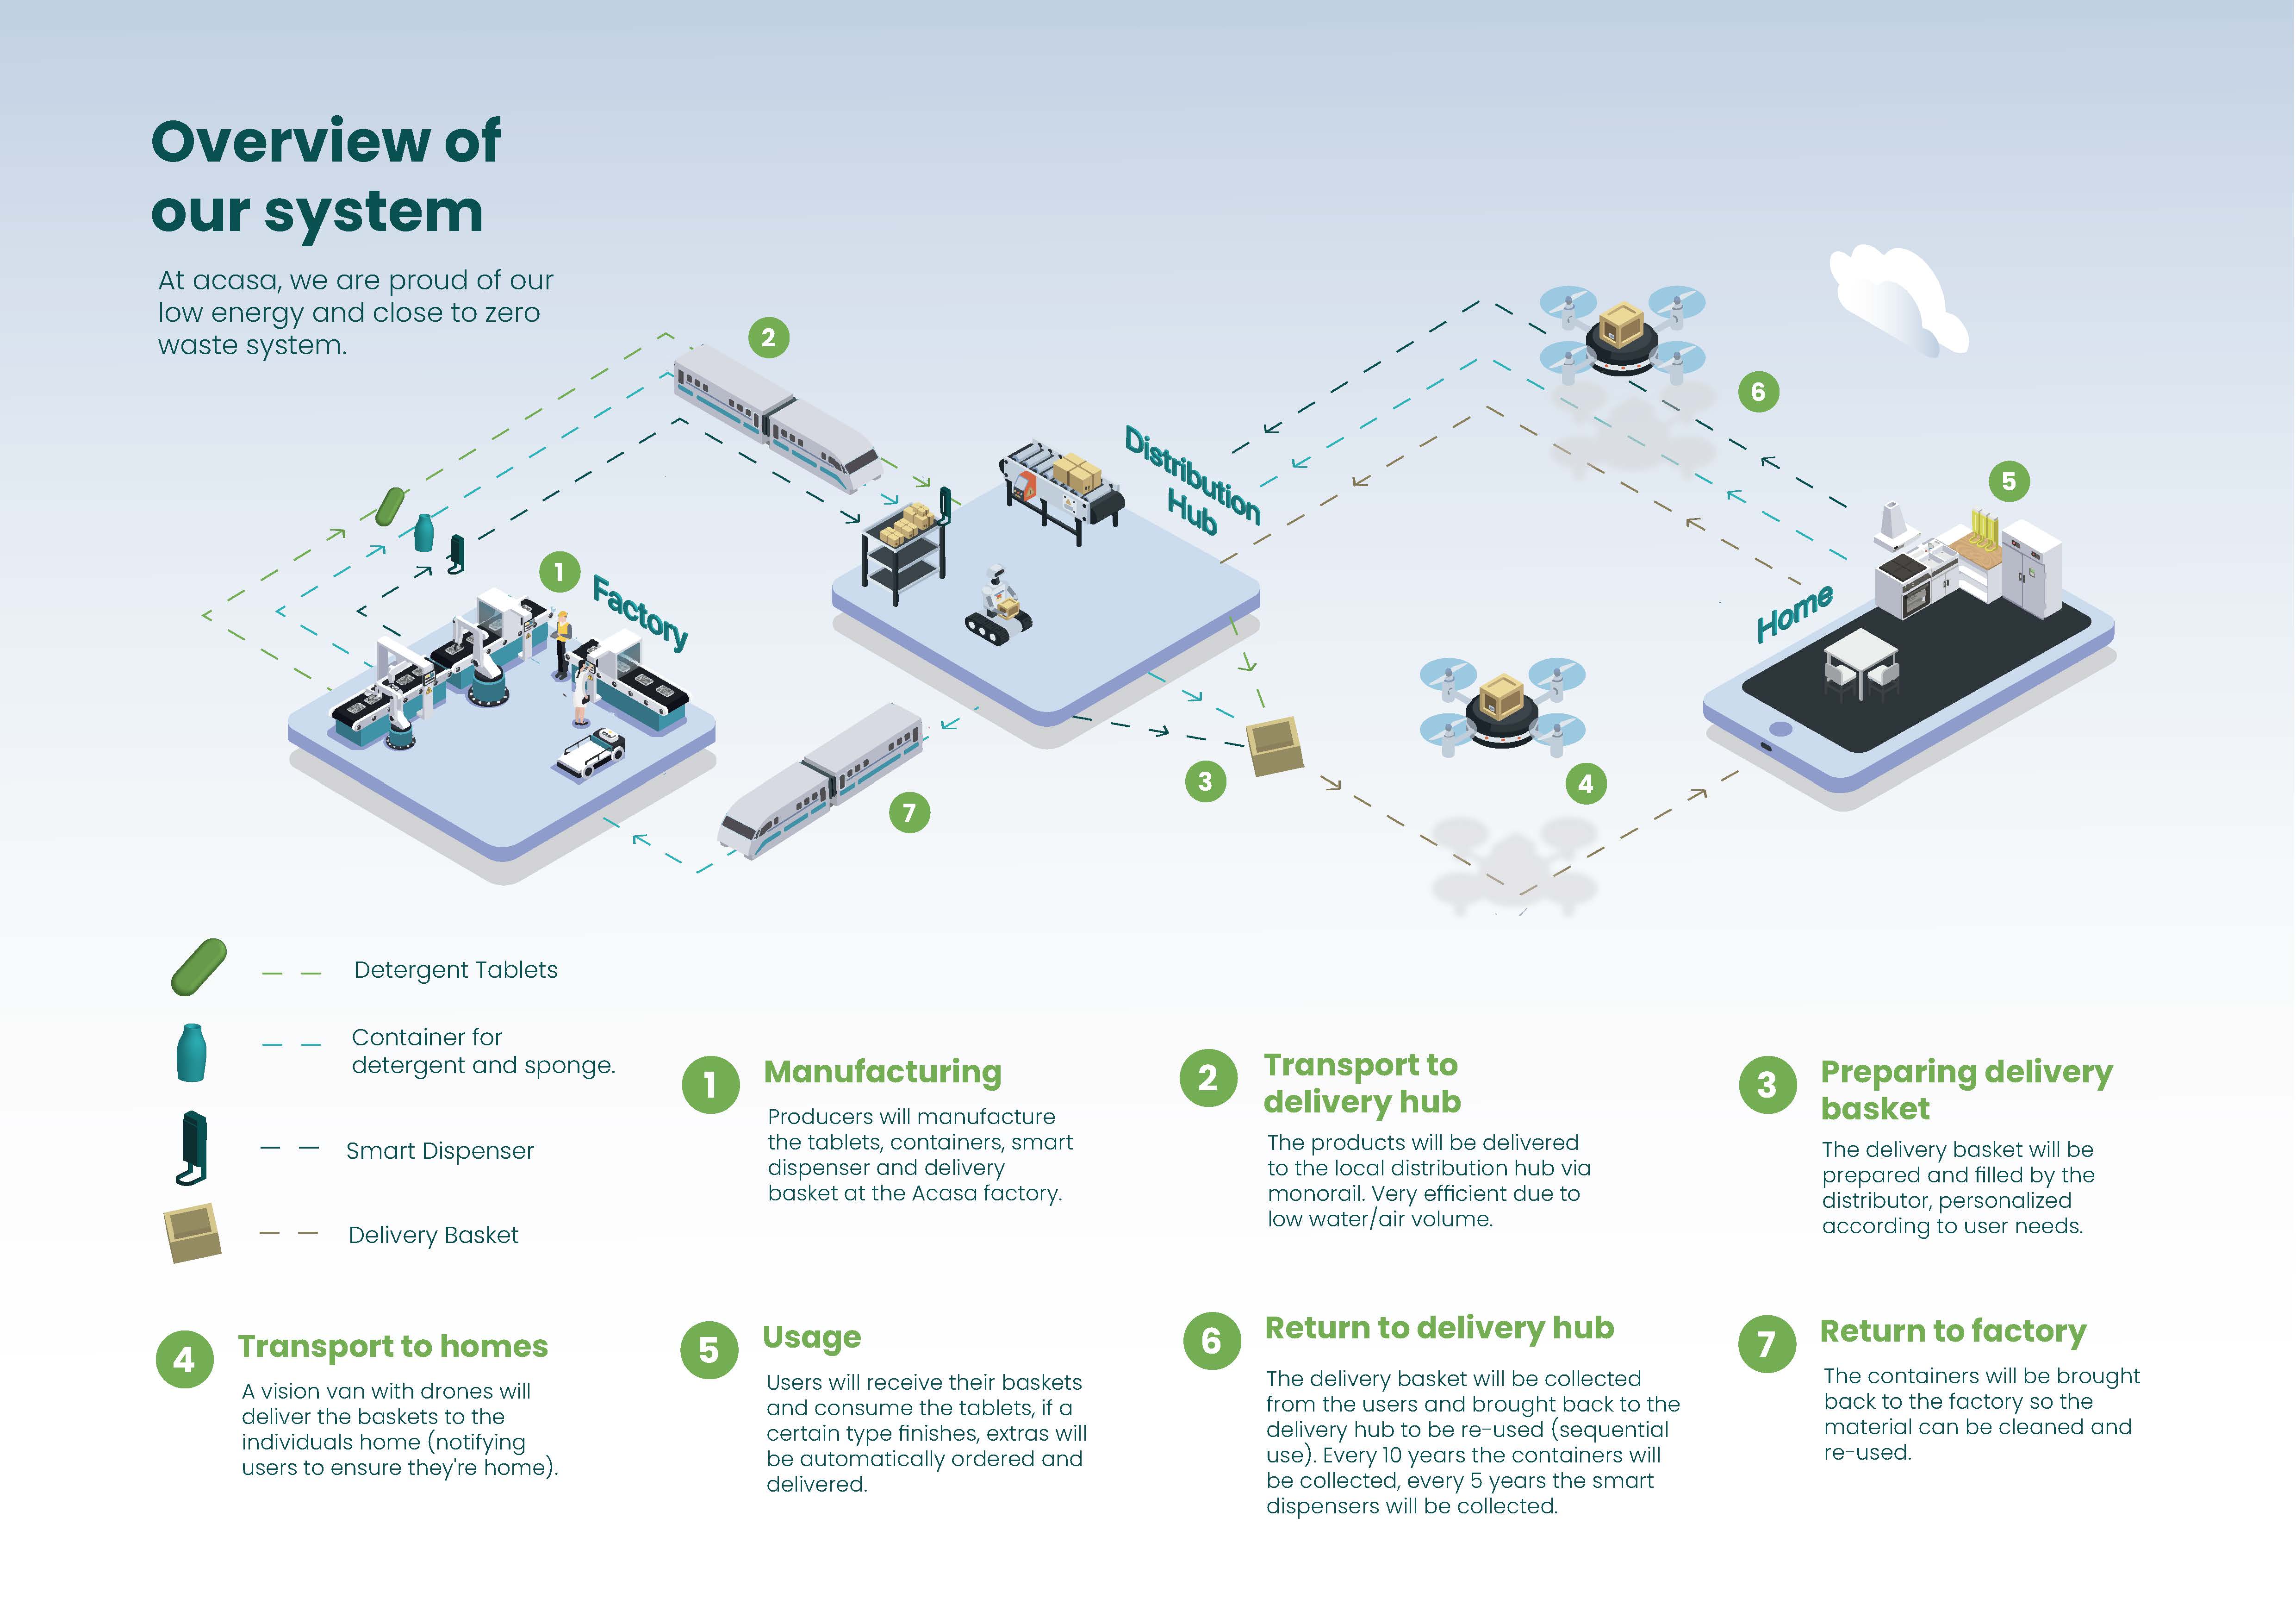 Overview of
our system
At acasa, we are proud of our
low energy and close to zero
waste system.
2
6
5
Distribution
Hub
1
Factory
Home
3
4
7
Detergent Tablets
Container for
detergent and sponge.
Smart Dispenser
Delivery Basket
1
Manufacturing
Producers will manufacture
the tablets, containers, smart
dispenser and delivery
basket at the Acasa factory.
2
Transport to
delivery hub
The products will be delivered
to the local distribution hub via
monorail. Very efficient due to
low water/air volume.
3
Preparing delivery
basket
The delivery basket will be
prepared and filled by the
distributor, personalized
according to user needs.
4
Transport to homes
A vision van with drones will
deliver the baskets to the
individuals home (notifying
users to ensure they're home).
5
Usage
Users will receive their baskets
and consume the tablets, if a
certain type finishes, extras will
be automatically ordered and
delivered.
6
Return to delivery hub
The delivery basket will be collected
from the users and brought back to the
delivery hub to be re-used (sequential
use). Every 10 years the containers will
be collected, every 5 years the smart
dispensers will be collected.
7
Return to factory
The containers will be brought
back to the factory so the
material can be cleaned and
re-used.